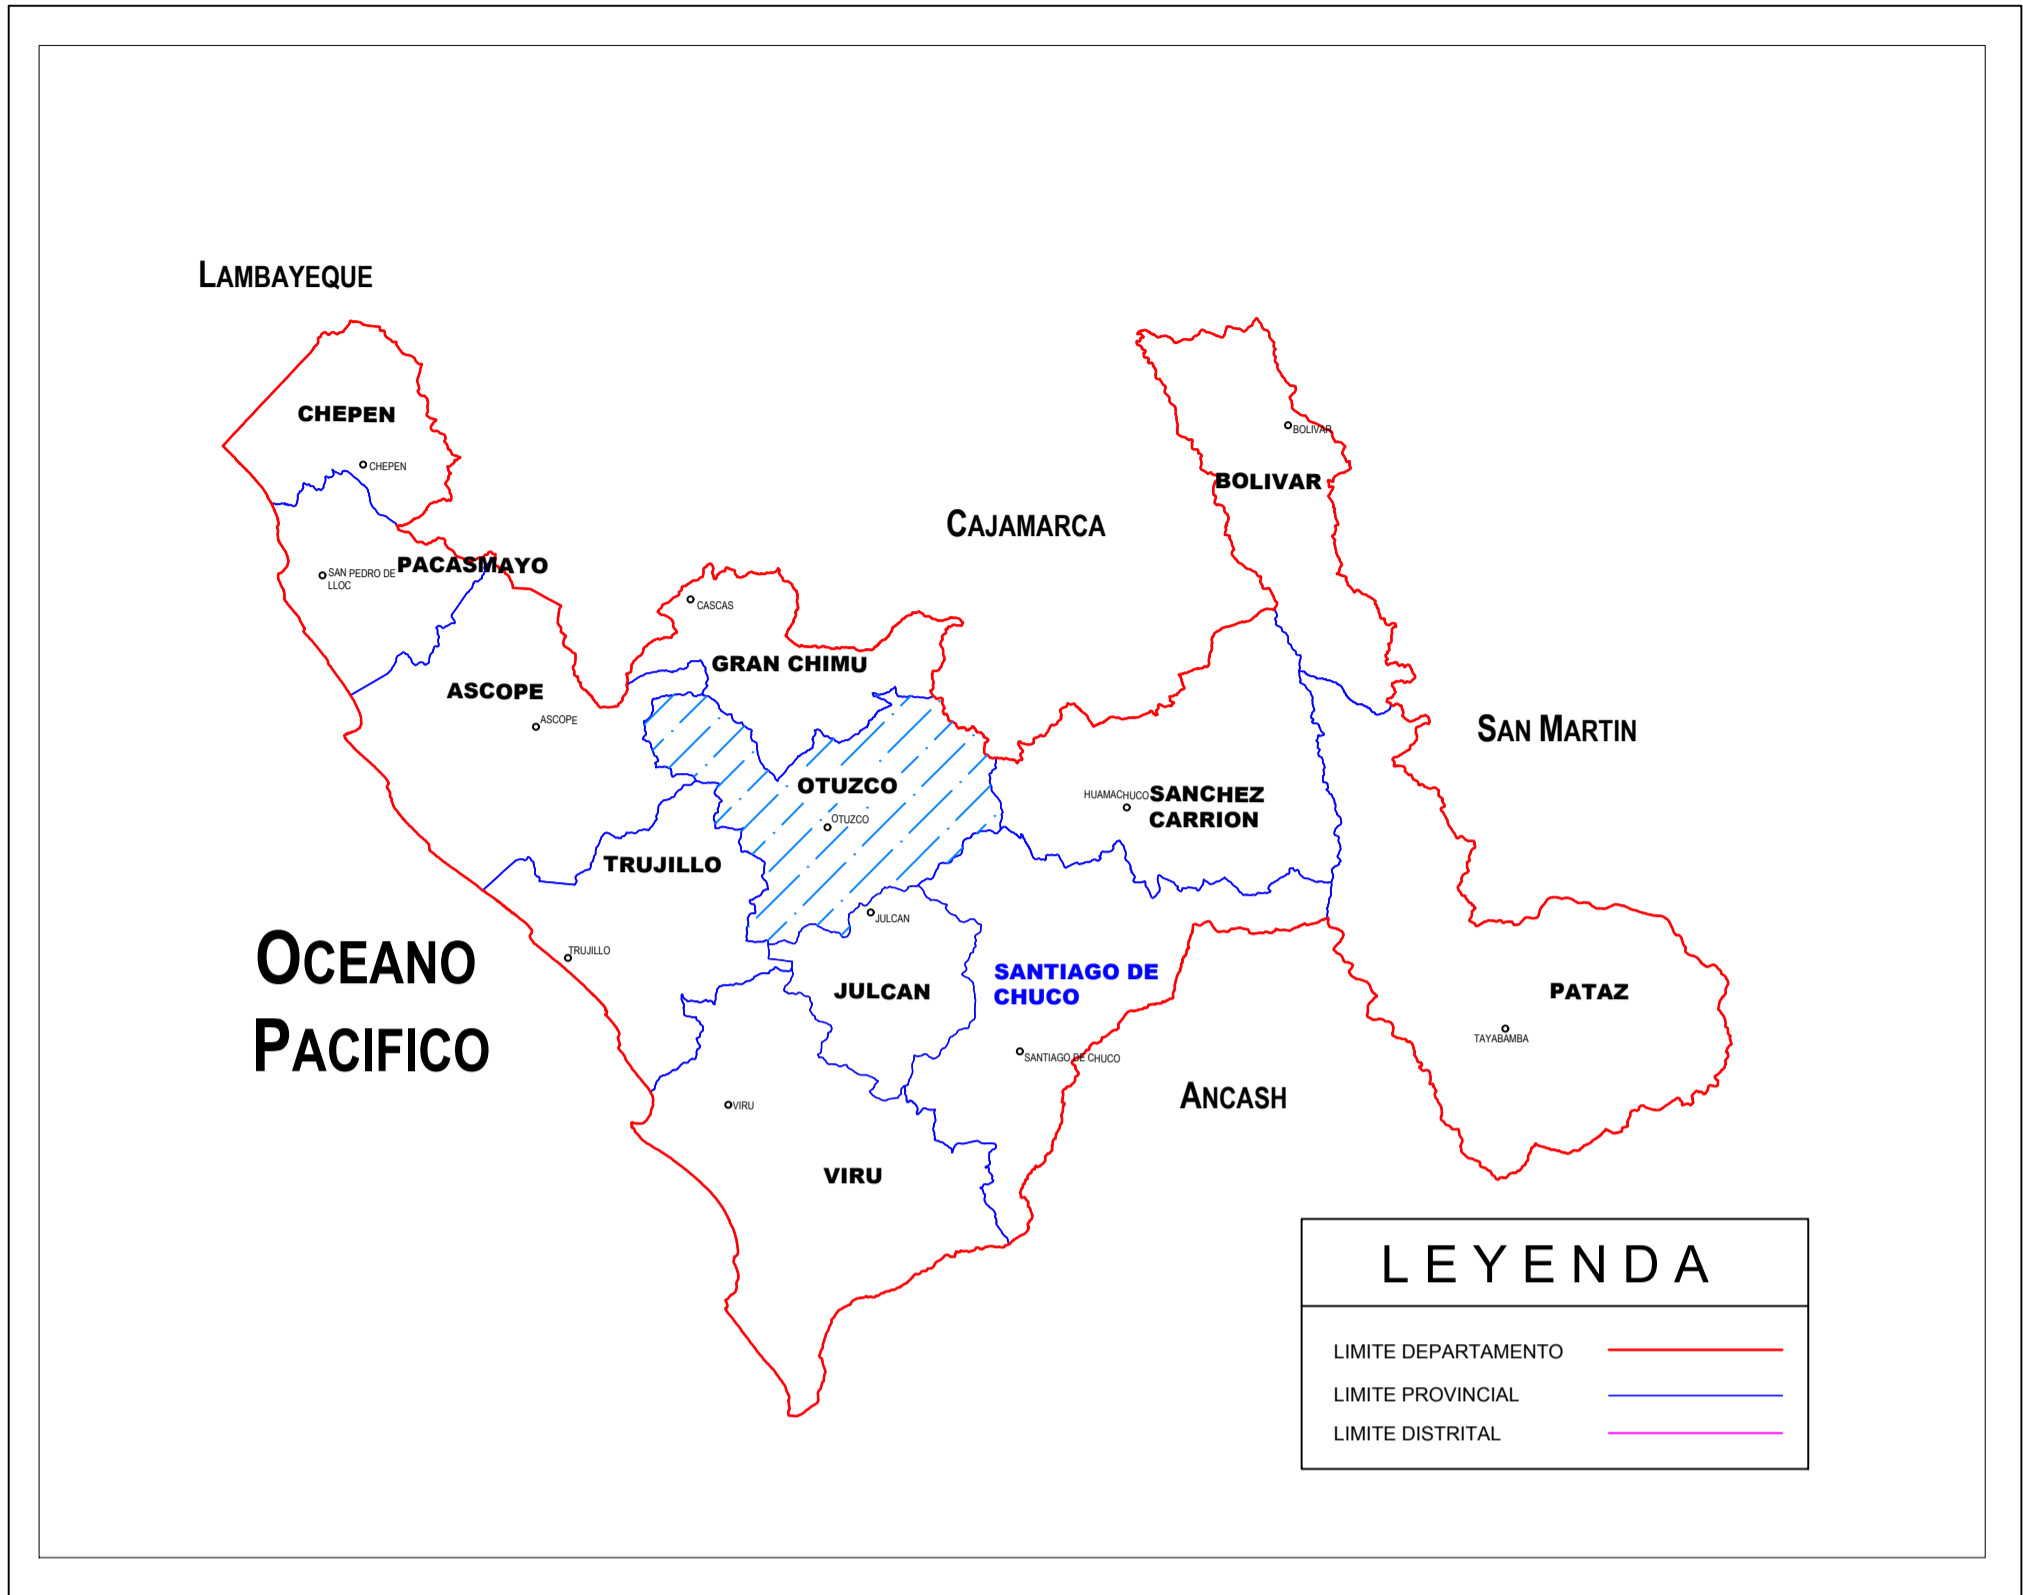 LAMBAYEQUE
CHEPEN
CHEPEN
BOLIVAR
BOLIVAR
CAJAMARCA
PACASMAYO
SAN PEDRO DE
LLOC
CASCAS
GRAN CHIMU
ASCOPE
ASCOPE
SAN MARTIN
OTUZCO
OTUZCO
HUAMACHUCO
SANCHEZ
CARRION
TRUJILLO
TRUJILLO
JULCAN
JULCAN
OCEANO
PACIFICO
SANTIAGO DE
CHUCO
SANTIAGO DE CHUCO
PATAZ
TAYABAMBA
ANCASH
VIRU
VIRU
LEYENDA
LIMITE DEPARTAMENTO
LIMITE PROVINCIAL
LIMITE DISTRITAL